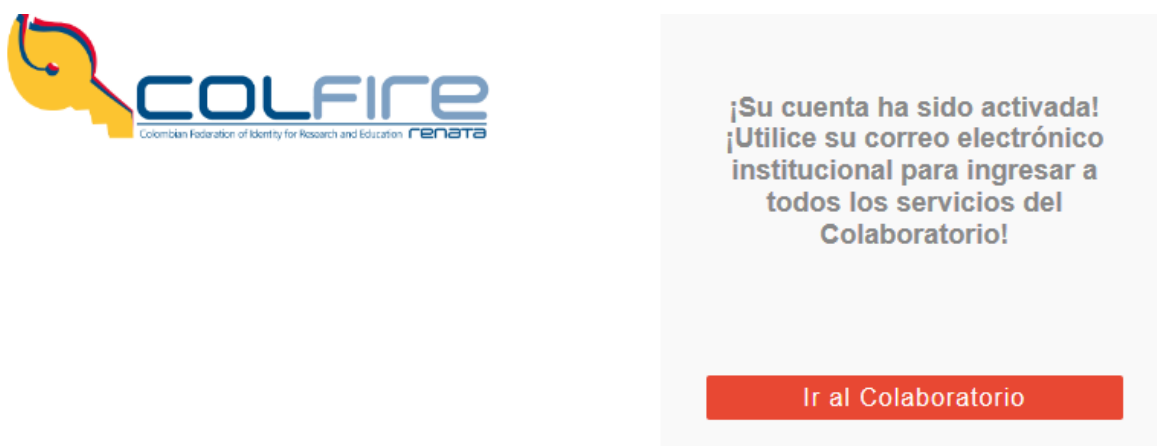 COLFIRE
Colombian Federation of Identity for Research and Education renata
¡Su cuenta ha sido activada!
¡Utilice su correo electrónico
institucional para ingresar a
todos los servicios del
Colaboratorio!
Ir al Colaboratorio